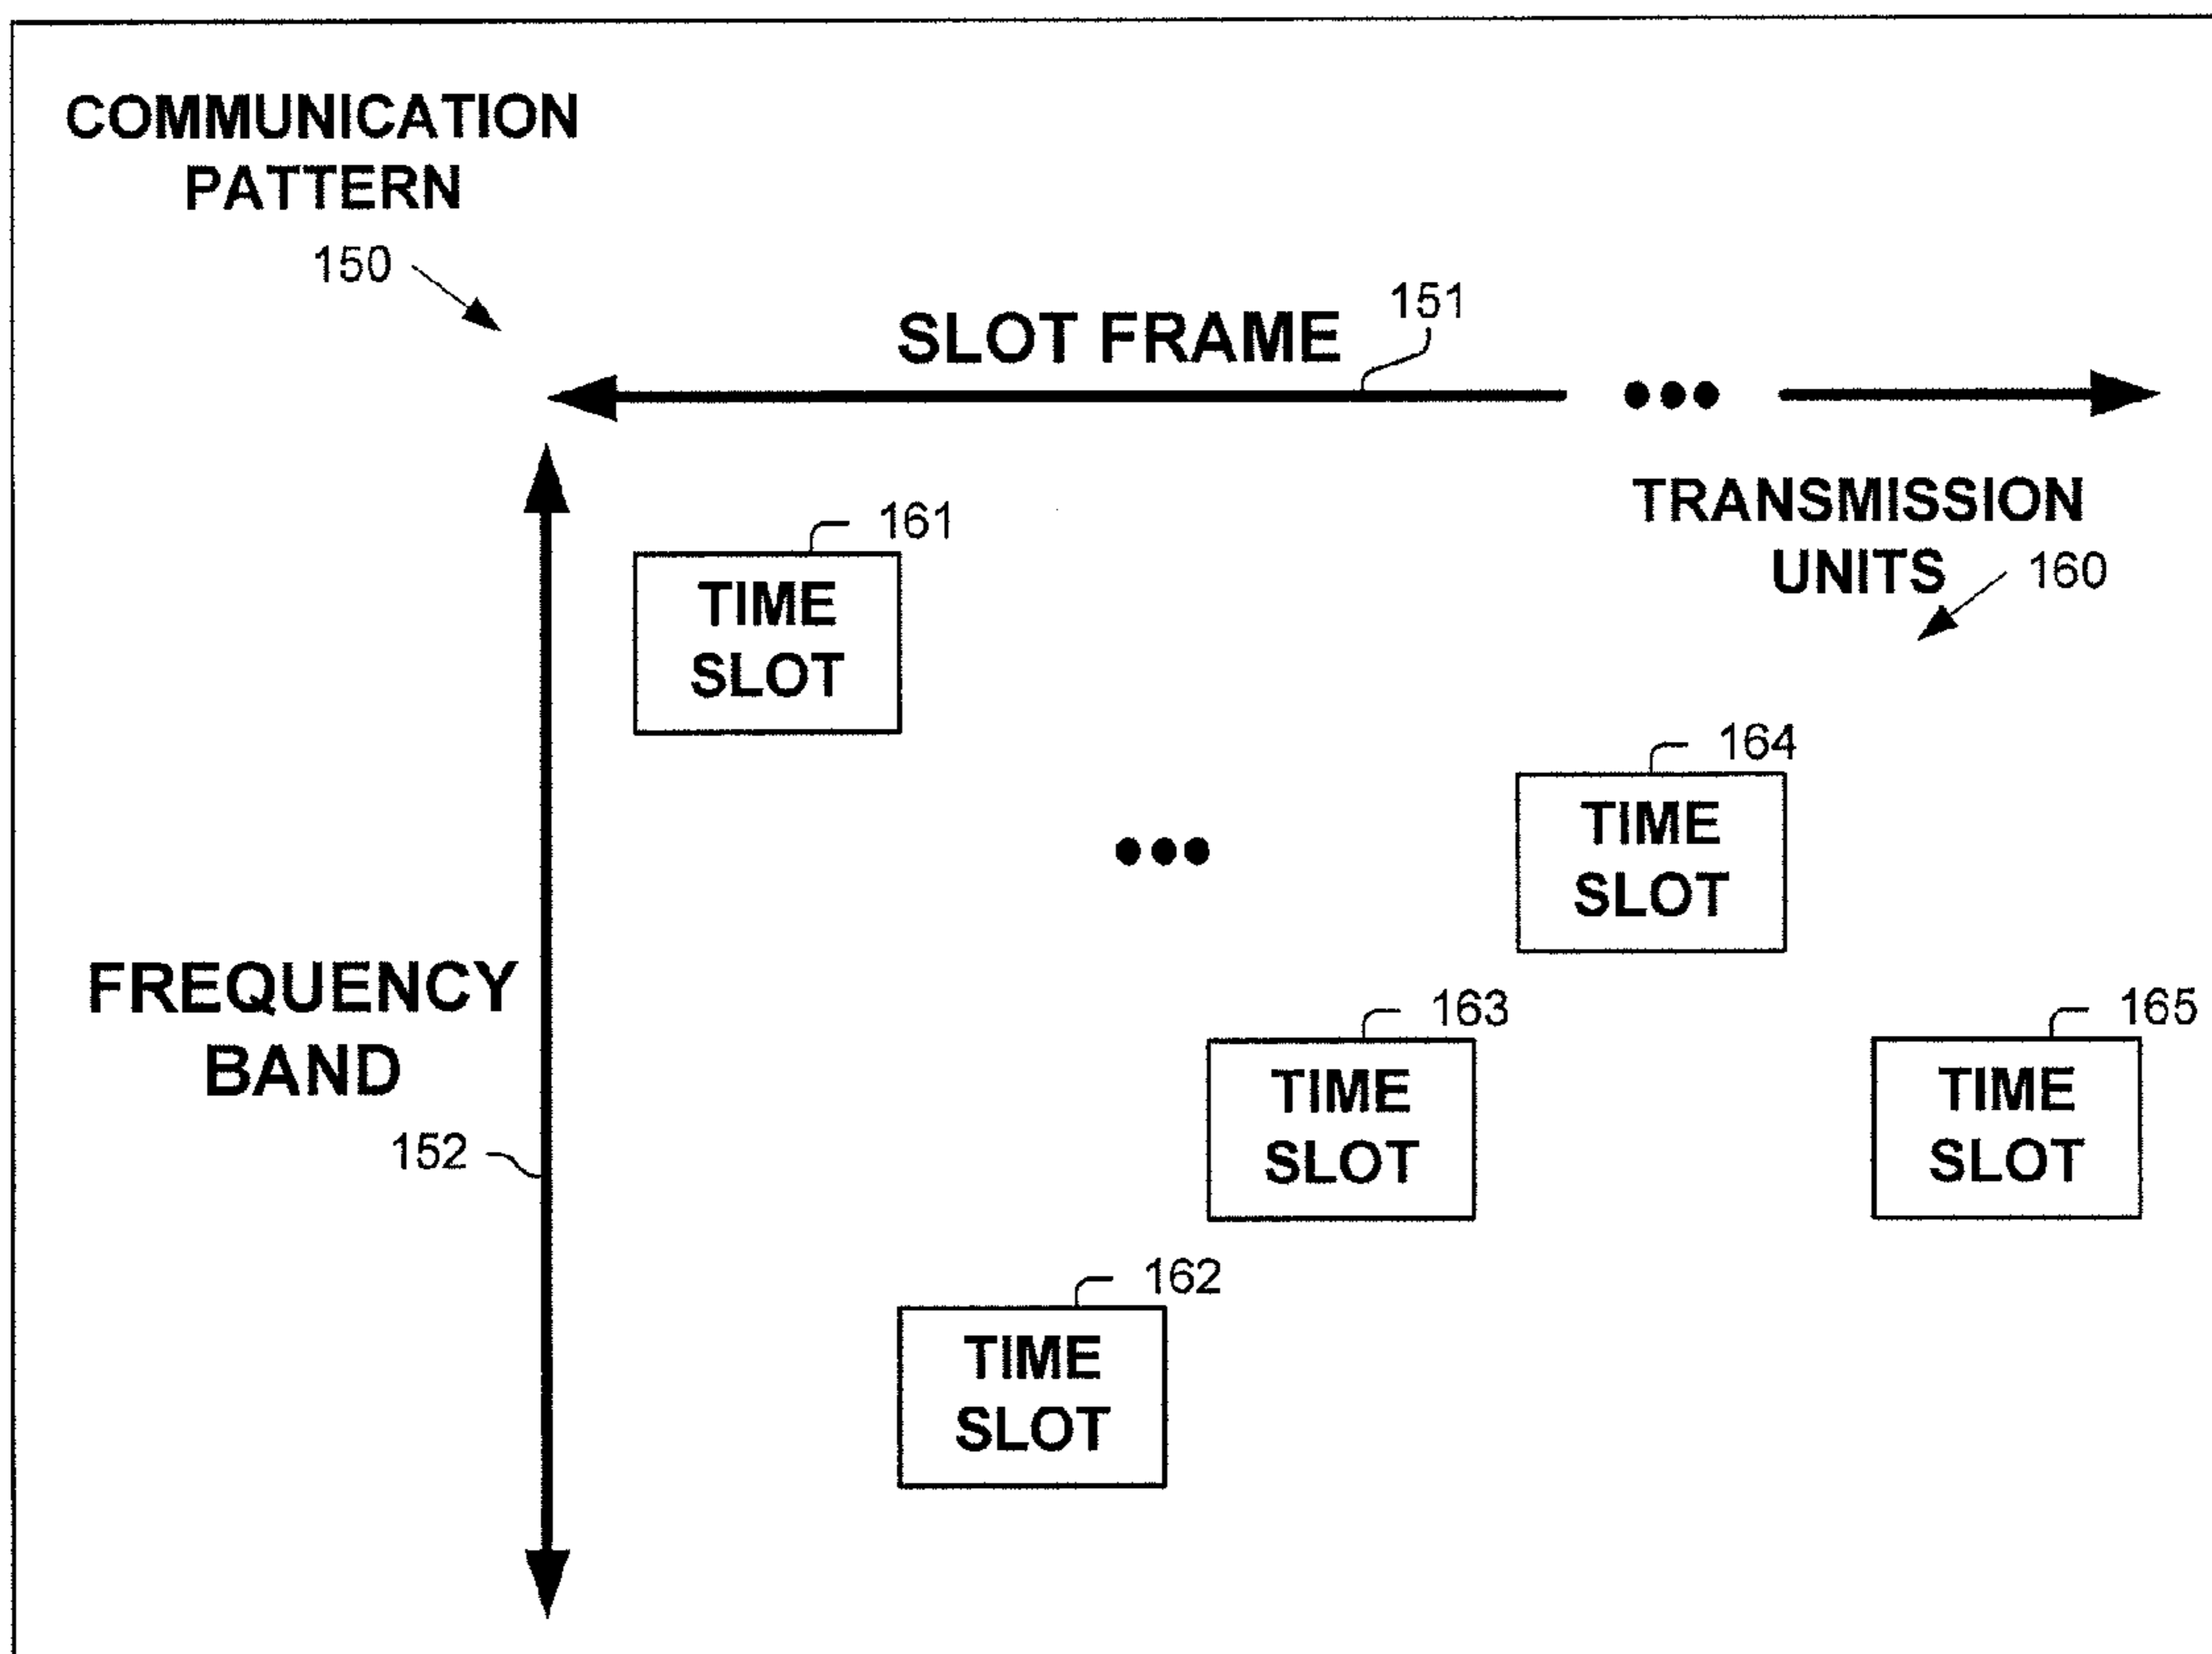 COMMUNICATION
PATTERN
150
151
SLOT FRAME
TRANSMISSION
UNITS
160
161
TIME
SLOT
164
TIME
SLOT
FREQUENCY
BAND
152
163
TIME
SLOT
165
TIME
SLOT
162
TIME
SLOT